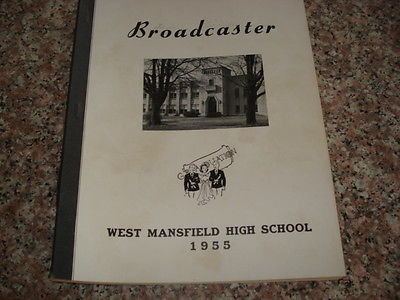 Broadcaster
WEST MANSFIELD HIGH SCHOOL
1955